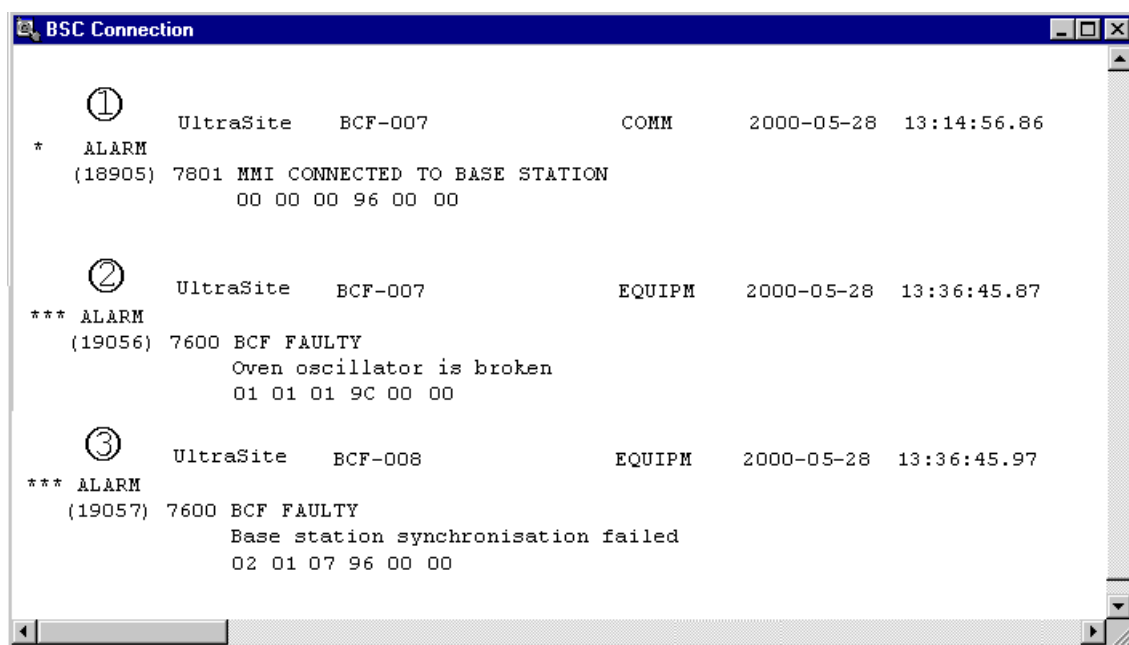 BSC Connection
①
UltraSite BCF-007 COMM 2000-05-28 13:14:56.86
* ALARM
(18905) 7801 MMI CONNECTED TO BASE STATION
00 00 00 96 00 00
②
UltraSite BCF-007 EQUIPM 2000-05-28 13:36:45.87
*** ALARM
(19056) 7600 BCF FAULTY
Oven oscillator is broken
01 01 01 9C 00 00
③
UltraSite BCF-008 EQUIPM 2000-05-28 13:36:45.97
*** ALARM
(19057) 7600 BCF FAULTY
Base station synchronisation failed
02 01 07 96 00 00